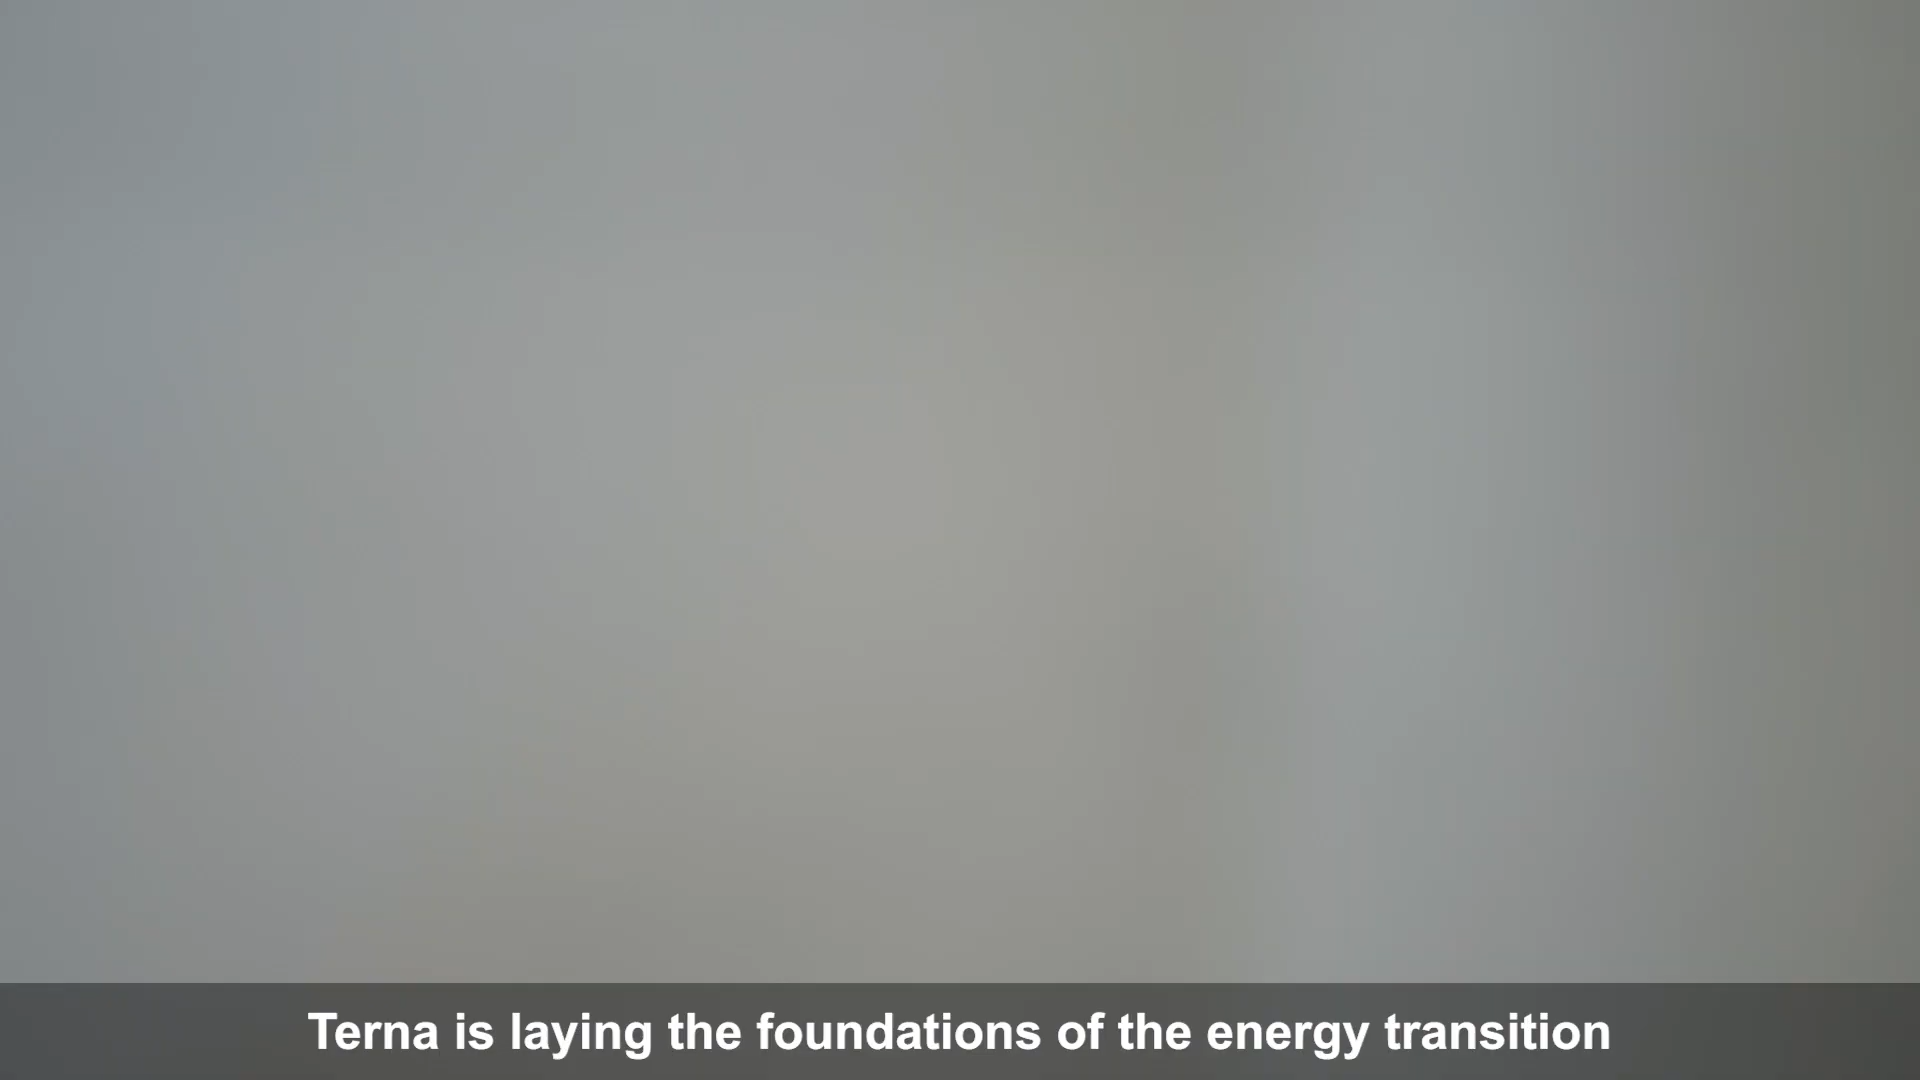 Terna is laying the foundations of the energy transition